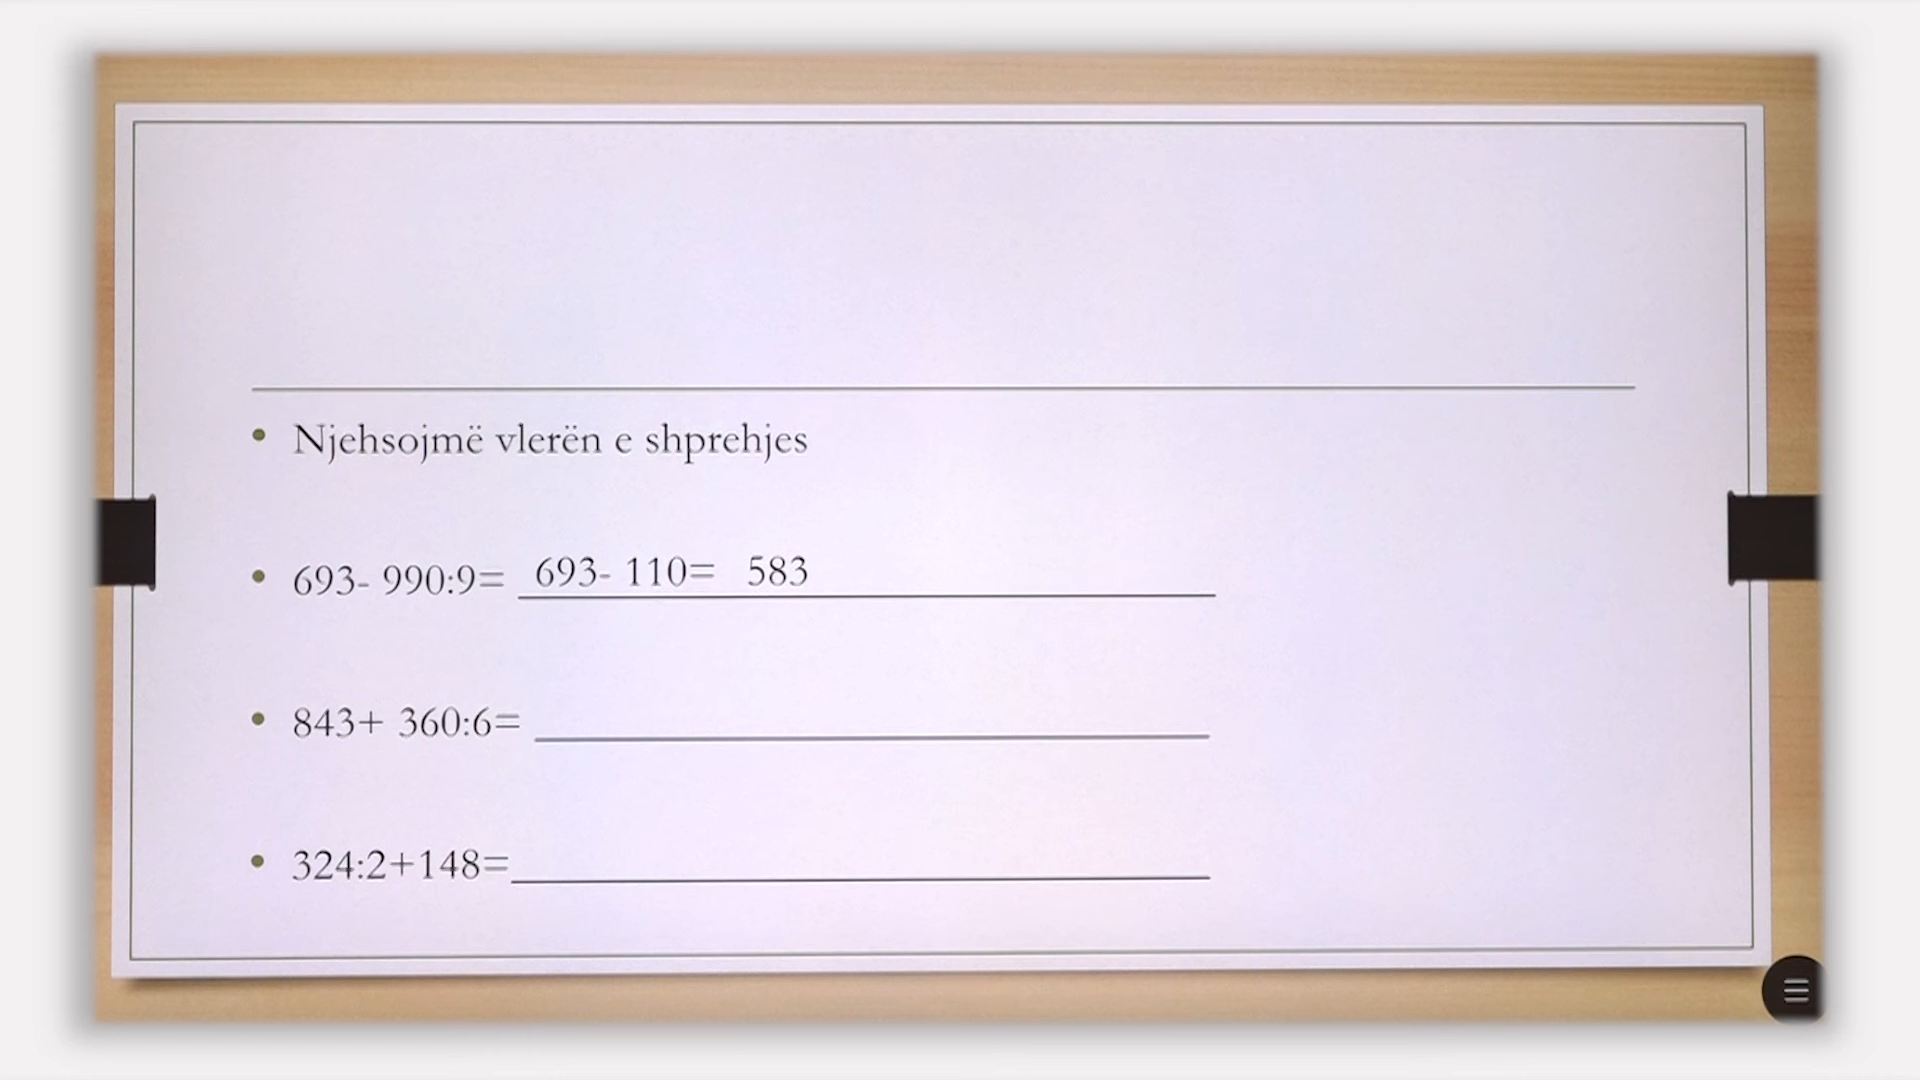 Njehsojmë vlerën e shprehjes
693- 990:9= 693- 110= 583
843+ 360:6=
324:2+148=